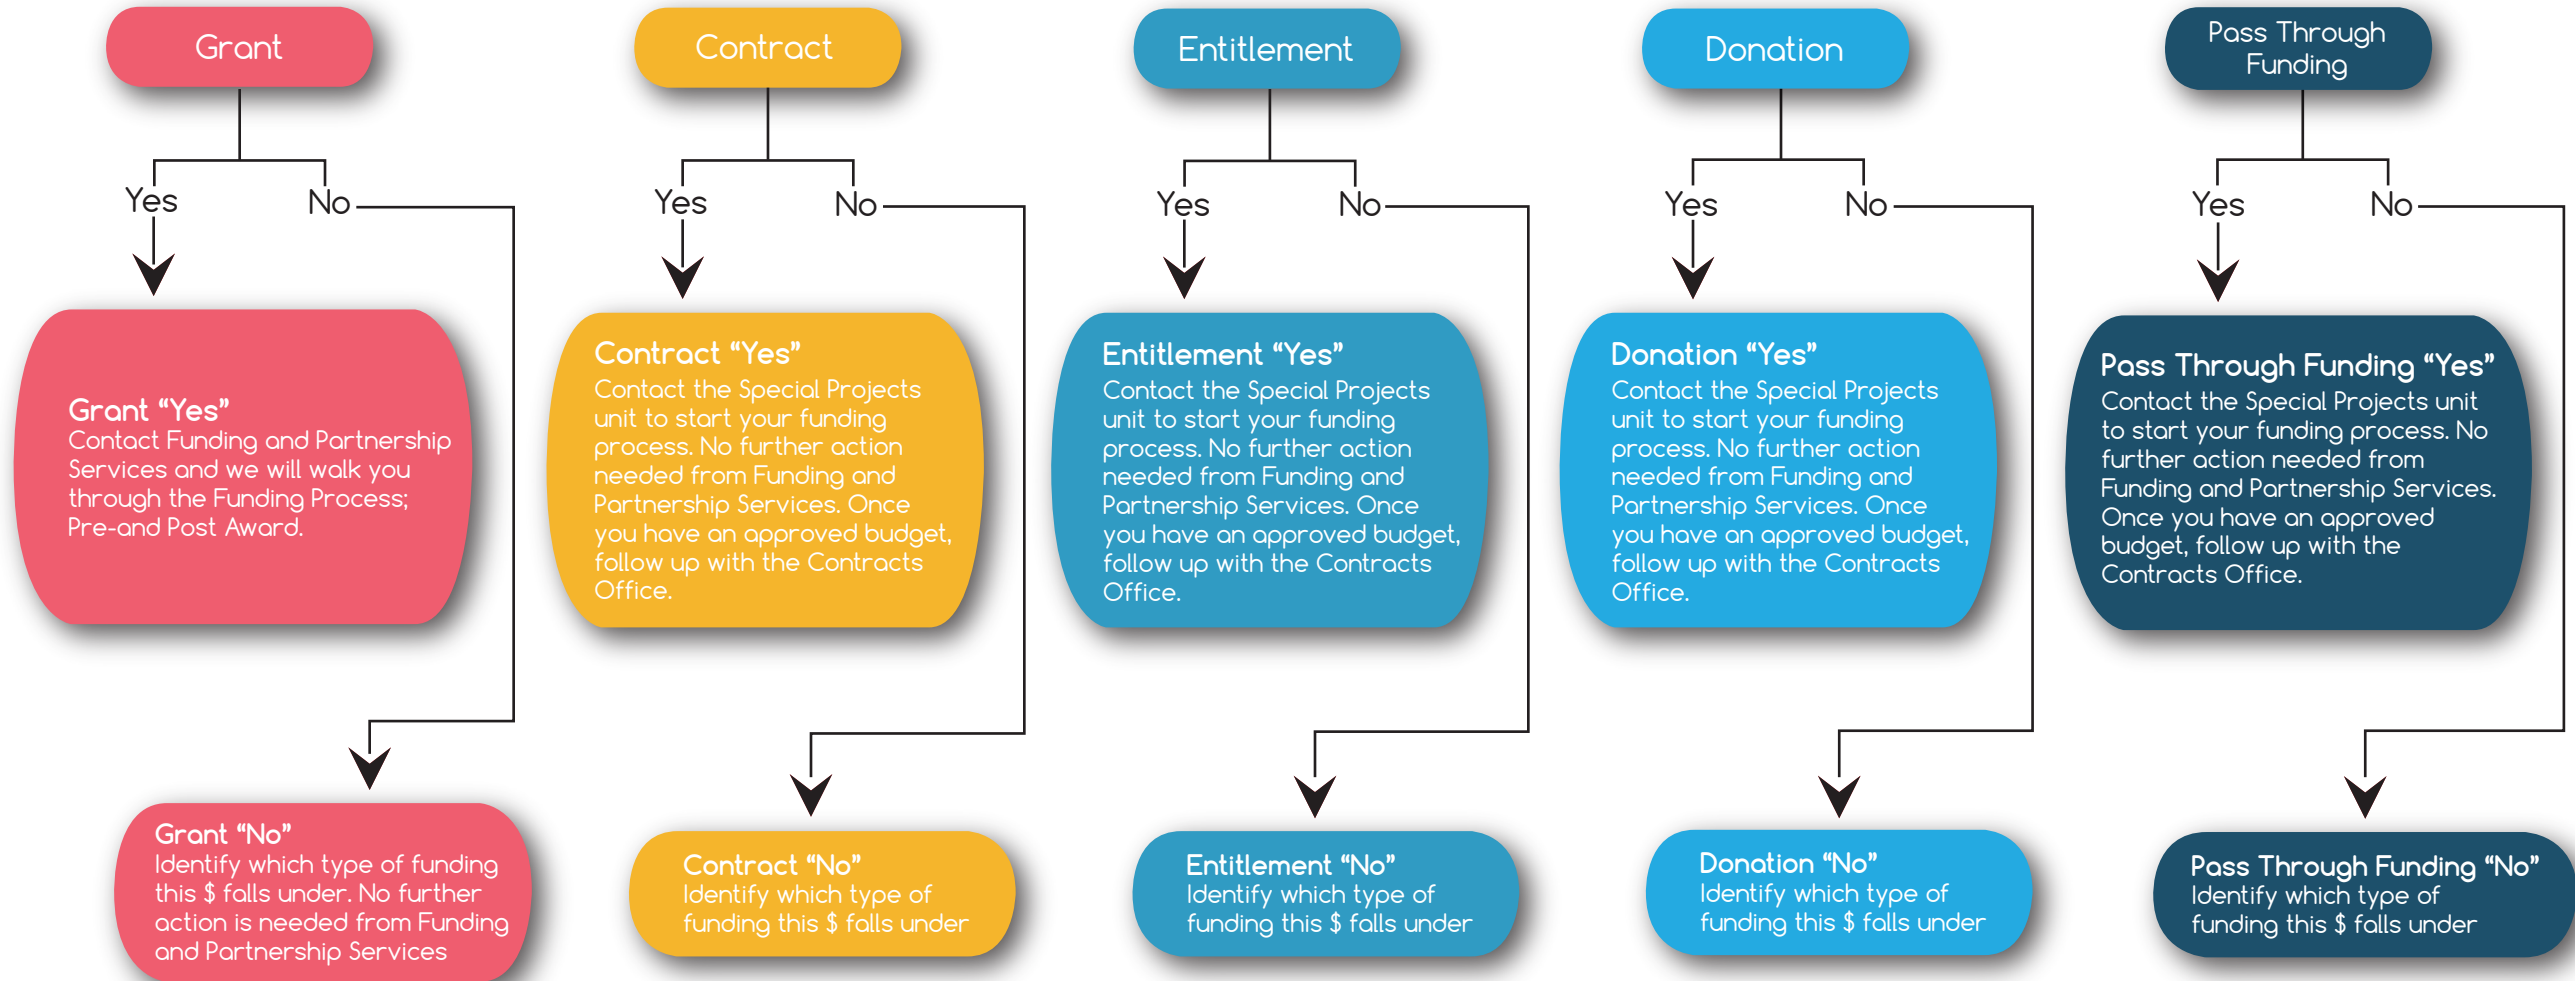 Grant
Yes
No
Grant “Yes”
Contact Funding and Partnership
Services and we will walk you
through the Funding Process;
Pre-and Post Award.
Grant “No”
Identify which type of funding
this $ falls under. No further
action is needed from Funding
and Partnership Services
Contract
Yes
No
Contract “Yes”
Contact the Special Projects
unit to start your funding
process. No further action
needed from Funding and
Partnership Services. Once
you have an approved budget,
follow up with the Contracts
Office.
Contract “No”
Identify which type of
funding this $ falls under
Entitlement
Yes
No
Entitlement “Yes”
Contact the Special Projects
unit to start your funding
process. No further action
needed from Funding and
Partnership Services. Once
you have an approved budget,
follow up with the Contracts
Office.
Entitlement “No”
Identify which type of
funding this $ falls under
Donation
Yes
No
Donation “Yes”
Contact the Special Projects
unit to start your funding
process. No further action
needed from Funding and
Partnership Services. Once
you have an approved budget,
follow up with the Contracts
Office.
Donation “No”
Identify which type of
funding this $ falls under
Pass Through
Funding
Yes
No
Pass Through Funding “Yes”
Contact the Special Projects unit
to start your funding process. No
further action needed from
Funding and Partnership Services.
Once you have an approved
budget, follow up with the
Contracts Office.
Pass Through Funding “No”
Identify which type of
funding this $ falls under